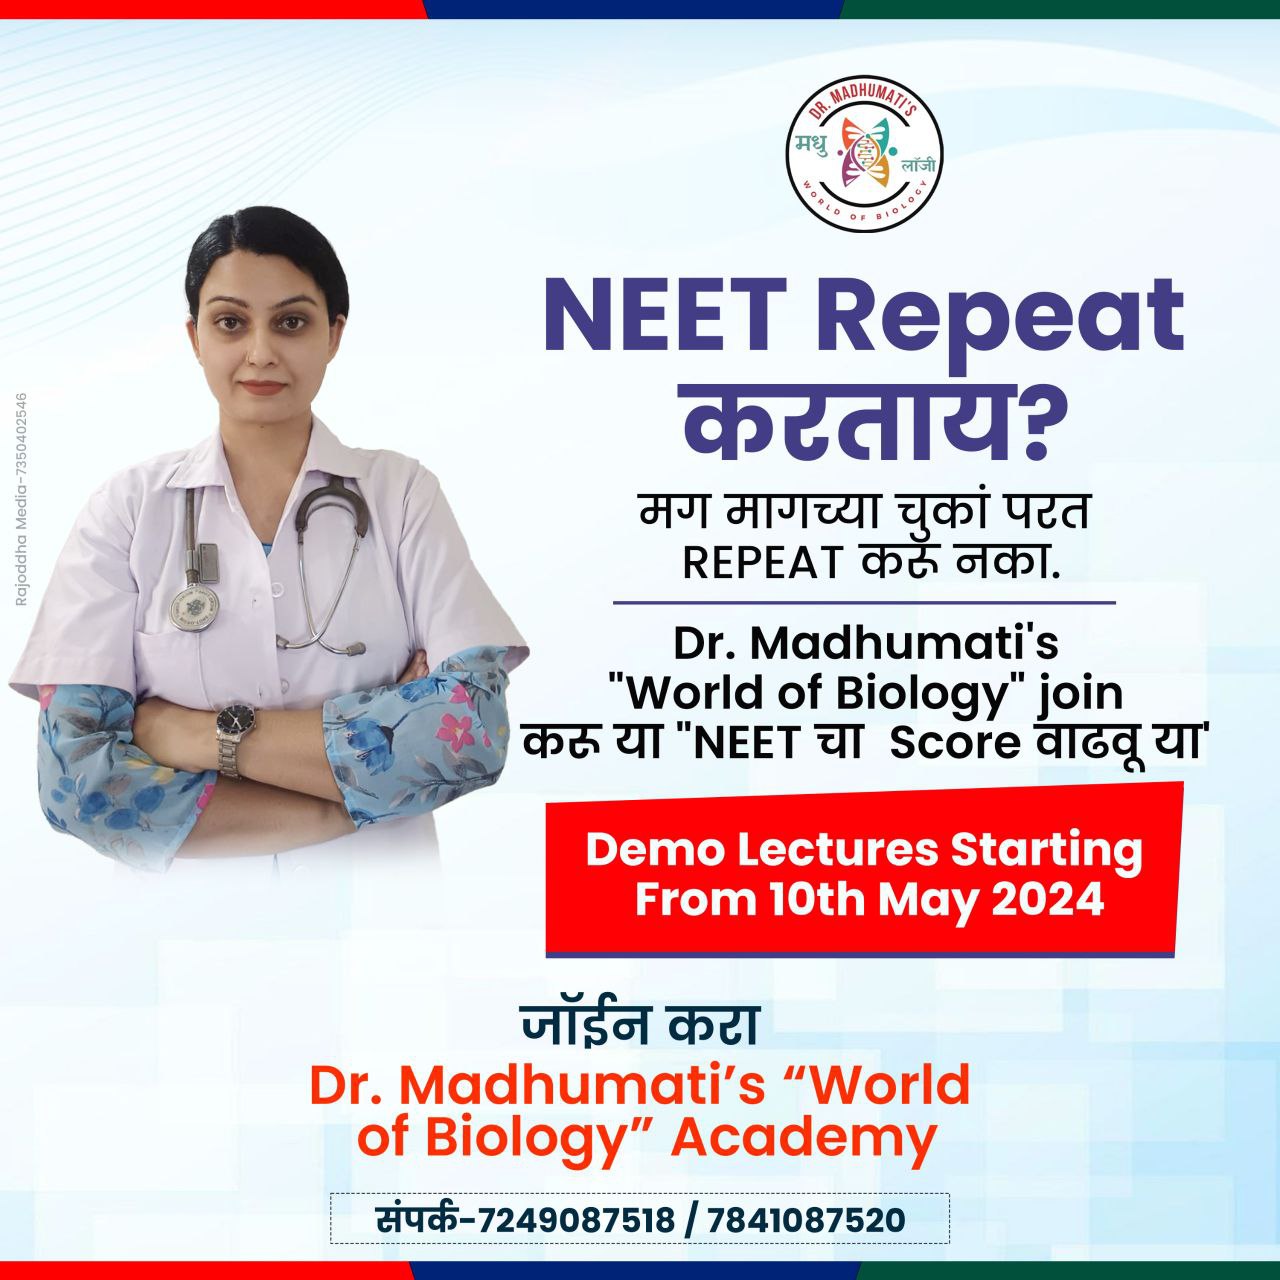 DR. MADHUMATI'S
मधु
लॉजी
WORLD OF BIOLOGY
NEET Repeat
करताय?
मग मागच्या चुकां परत
REPEAT करू नका.
Dr. Madhumati's
"World of Biology" join
करू या "NEET चा Score वाढवू या'
Demo Lectures Starting
From 10th May 2024
जॉईन करा
Dr. Madhumati’s “World
of Biology” Academy
संपर्क-7249087518 / 7841087520
Rajoddha Media-7350402546